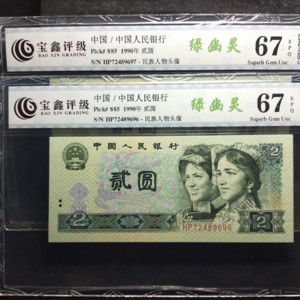 宝鑫评级
BAO XIN GRADING
中国 / 中国人民银行
Pick# 885 1990年 贰圆
S/N HP72489697 - 民族人物头像
绿幽灵
67
EPQ
Superb Gem Unc
宝鑫评级
BAO XIN GRADING
中国 / 中国人民银行
Pick# 885 1990年 贰圆
S/N HP72489696 - 民族人物头像
绿幽灵
67
EPQ
Superb Gem Unc
中国人民银行
贰圆
2
2
HP72489696